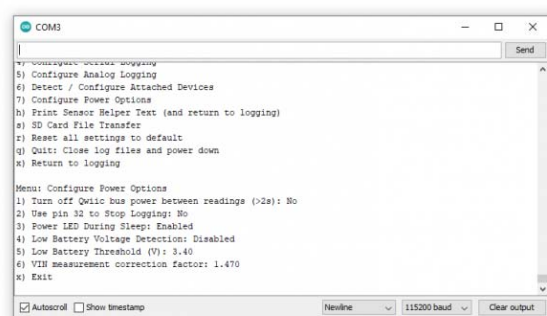 COM3
Send
4) Configure Serial Logging
5) Configure Analog Logging
6) Detect / Configure Attached Devices
7) Configure Power Options
h) Print Sensor Helper Text (and return to logging)
s) SD Card File Transfer
r) Reset all settings to default
q) Quit: Close log files and power down
x) Return to logging
Menu: Configure Power Options
1) Turn off Qwiic bus power between readings (>2s): No
2) Use pin 32 to Stop Logging: No
3) Power LED During Sleep: Enabled
4) Low Battery Voltage Detection: Disabled
5) Low Battery Threshold (V): 3.40
6) VIN measurement correction factor: 1.470
x) Exit
Autoscroll Show timestamp Newline 115200 baud Clear output